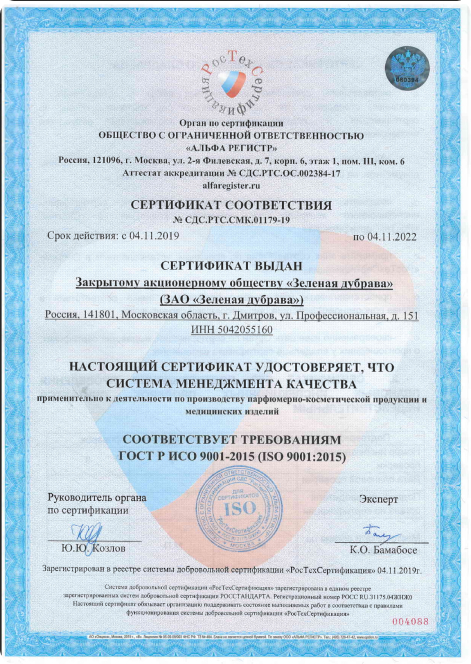 РосТехСертификация
000384
Орган по сертификации
ОБЩЕСТВО С ОГРАНИЧЕННОЙ ОТВЕТСТВЕННОСТЬЮ
«АЛЬФА РЕГИСТР»
Россия, 121096, г. Москва, ул. 2-я Филевская, д. 7, корп. 6, этаж 1, пом. III, ком. 6
Аттестат аккредитации № СДС.РТС.ОС.002384-17
alfaregister.ru
СЕРТИФИКАТ СООТВЕТСТВИЯ
№ СДС.РТС.СМК.01179-19
Срок действия: с 04.11.2019 по 04.11.2022
СЕРТИФИКАТ ВЫДАН
Закрытому акционерному обществу «Зеленая дубрава»
(ЗАО «Зеленая дубрава»)
Россия, 141801, Московская область, г. Дмитров, ул. Профессиональная, д. 151
ИНН 5042055160
НАСТОЯЩИЙ СЕРТИФИКАТ УДОСТОВЕРЯЕТ, ЧТО
СИСТЕМА МЕНЕДЖМЕНТА КАЧЕСТВА
применительно к деятельности по производству парфюмерно-косметической продукции и
медицинских изделий
СООТВЕТСТВУЕТ ТРЕБОВАНИЯМ
ГОСТ Р ИСО 9001-2015 (ISO 9001:2015)
Руководитель органа
по сертификации
Эксперт
ДЛЯ
СЕРТИФИКАТОВ
ISO
Ю.Ю. Козлов
К.О. Бамабосе
Зарегистрирован в реестре системы добровольной сертификации «РосТехСертификация» 04.11.2019г.
Система добровольной сертификации «РосТехСертификация» зарегистрирована в едином реестре
зарегистрированных систем добровольной сертификации РОССТАНДАРТА. Регистрационный номер РОСС RU.31175.04ЖЮК0
Настоящий сертификат обязывает организацию поддерживать состояние выполняемых работ в соответствии с правилами
функционирования системы добровольной сертификации «РосТехСертификация»
004088